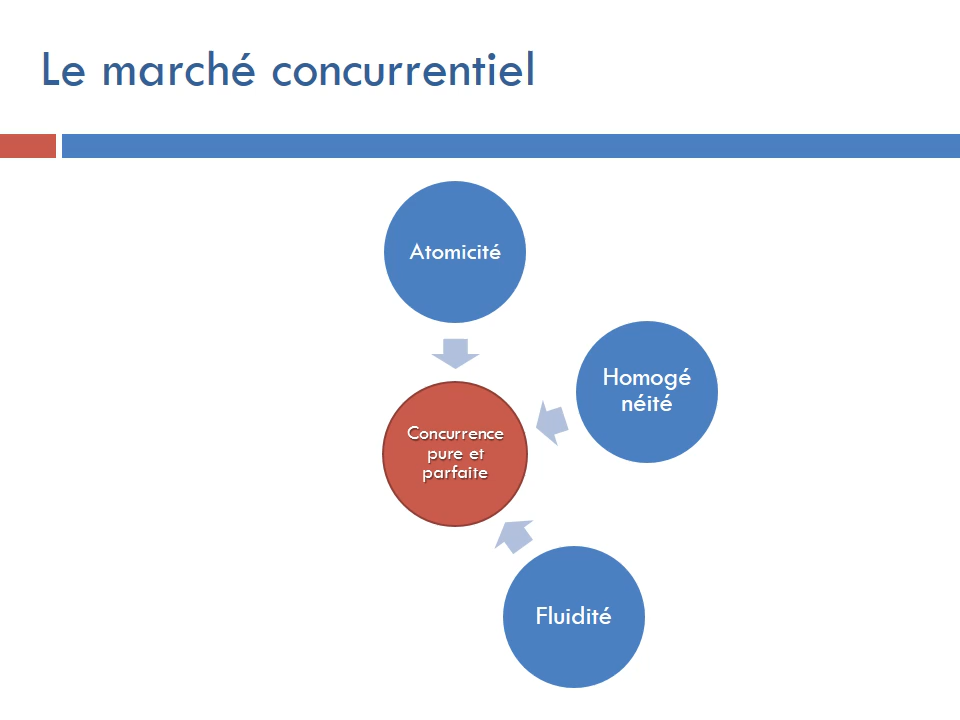 Le marché concurrentiel
Atomicité
Homogé
néité
Concurrence
pure et
parfaite
Fluidité